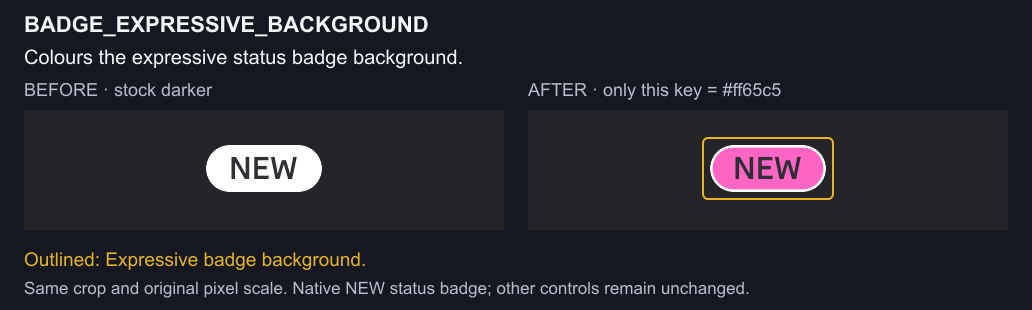 BADGE_EXPRESSIVE_BACKGROUND
Colours the expressive status badge background.
BEFORE · stock darker
AFTER · only this key = #ff65c5
NEW
NEW
Outlined: Expressive badge background.
Same crop and original pixel scale. Native NEW status badge; other controls remain unchanged.